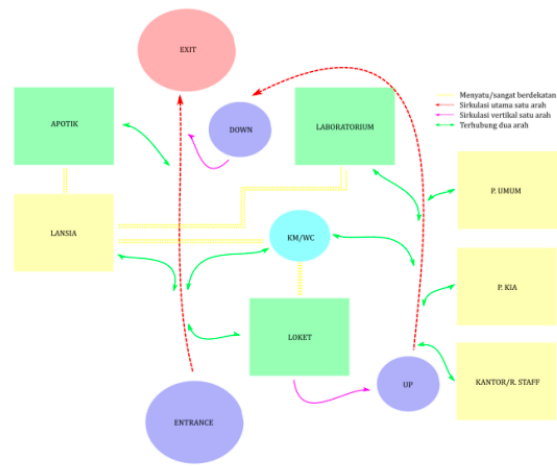 EXIT
APOTIK
DOWN
LABORATORIUM
Menyatu/sangat berdekatan
Sirkulasi utama satu arah
Sirkulasi vertikal satu arah
Terhubung dua arah
P. UMUM
LANSIA
KM/WC
P. KIA
LOKET
UP
KANTOR/R. STAFF
ENTRANCE